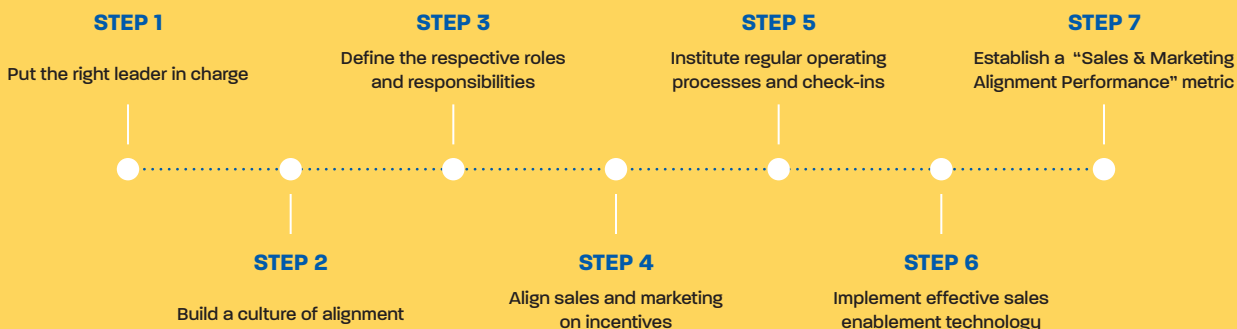 STEP 1
Put the right leader in charge
STEP 2
Build a culture of alignment
STEP 3
Define the respective roles
and responsibilities
STEP 4
Align sales and marketing
on incentives
STEP 5
Institute regular operating
processes and check-ins
STEP 6
Implement effective sales
enablement technology
STEP 7
Establish a “Sales & Marketing
Alignment Performance” metric